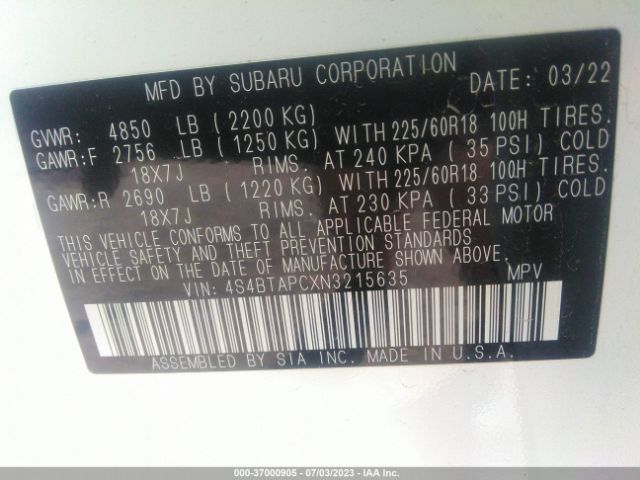 MFD BY SUBARU CORPORATION DATE: 03/22
GVWR: 4850 LB ( 2200 KG)
GAWR:F 2756 LB ( 1250 KG) WITH 225/60R18 100H TIRES.
18X7J RIMS. AT 240 KPA ( 35 PSI) COLD
GAWR:R 2690 LB ( 1220 KG) WITH 225/60R18 100H TIRES.
18X7J RIMS. AT 230 KPA ( 33 PSI) COLD
THIS VEHICLE CONFORMS TO ALL APPLICABLE FEDERAL MOTOR
VEHICLE SAFETY AND THEFT PREVENTION STANDARDS
IN EFFECT ON THE DATE OF MANUFACTURE SHOWN ABOVE.
VIN: 4S4BTAPCXN3215635 MPV
ASSEMBLED BY SIA INC. MADE IN U.S.A.
000-37000905 - 07/03/2023 - IAA Inc.